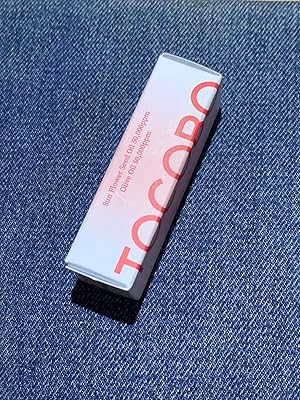 Sun Flower Seed Oil 50,000ppm
Olive Oil 50,000ppm
TOCOBO